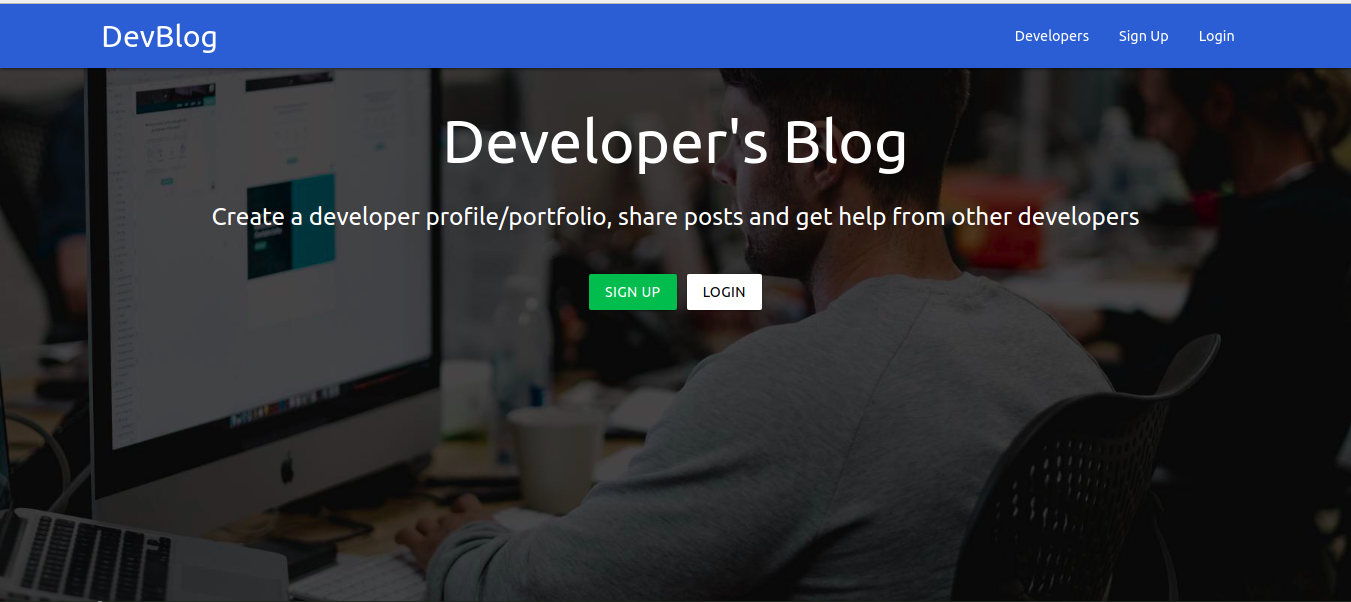 DevBlog
Developers
Sign Up
Login
Developer's Blog
Create a developer profile/portfolio, share posts and get help from other developers
SIGN UP
LOGIN